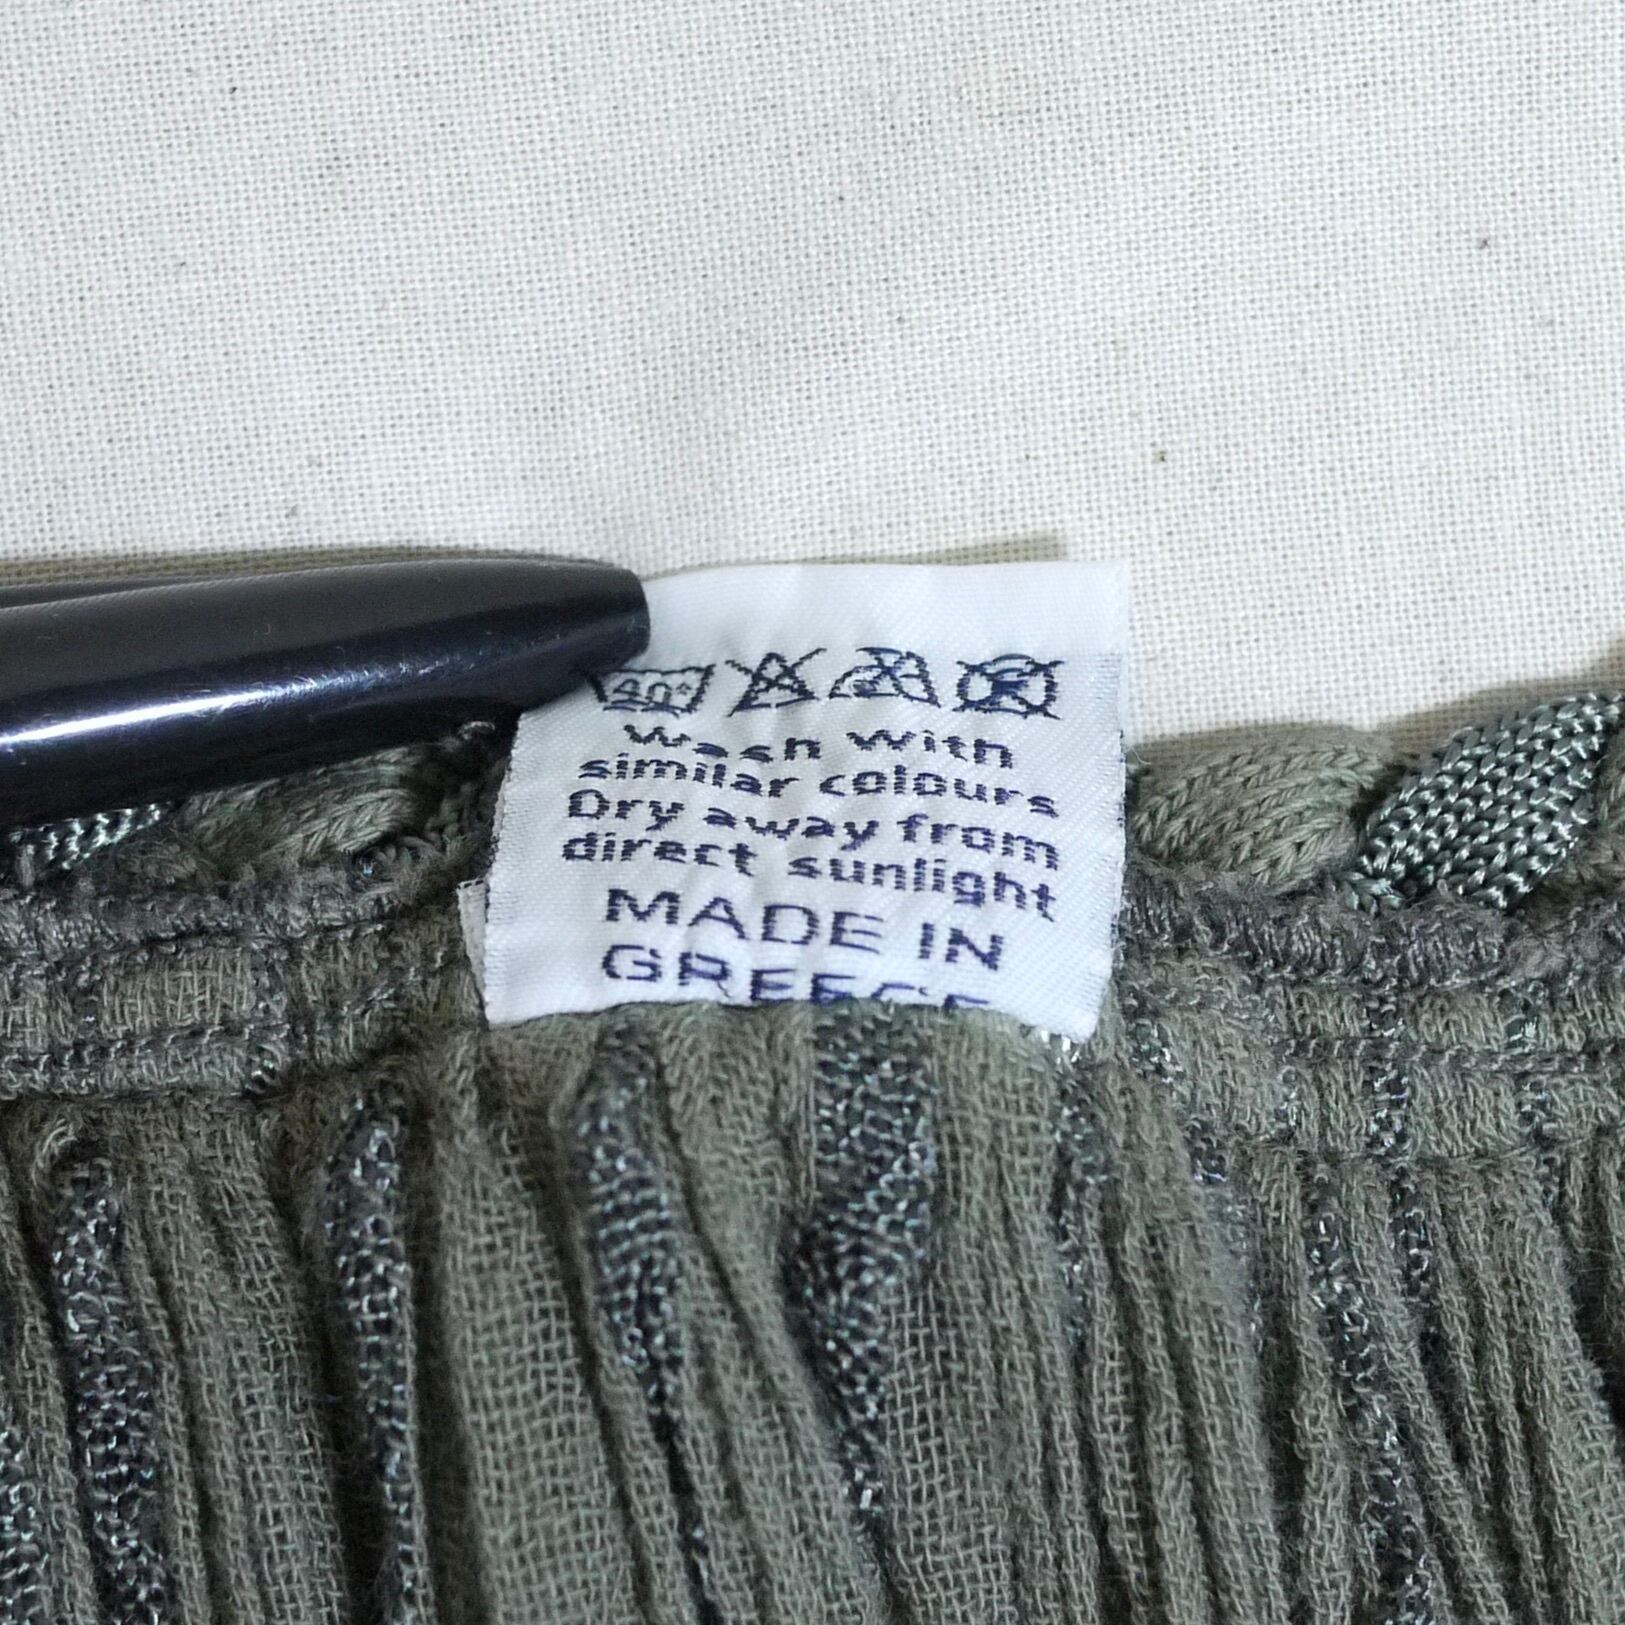 40°
Wash with
similar colours
Dry away from
direct sunlight
MADE IN
GREECE